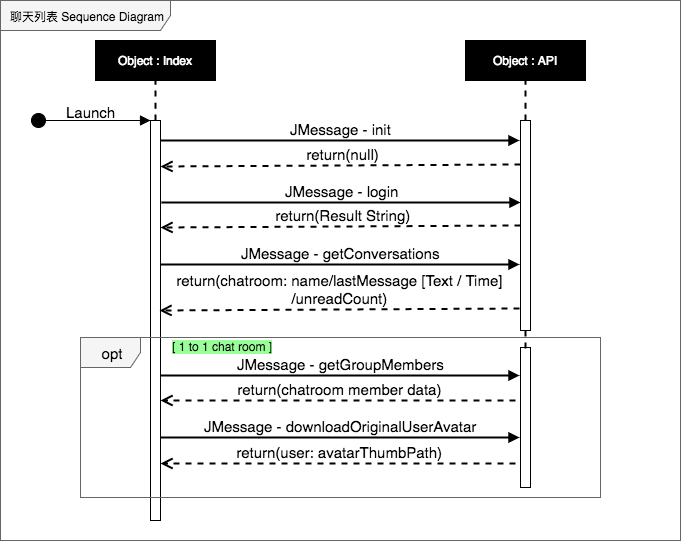 聊天列表 Sequence Diagram
Object : Index
Object : API
Launch
JMessage - init
return(null)
JMessage - login
return(Result String)
JMessage - getConversations
return(chatroom: name/lastMessage [Text / Time]
/unreadCount)
opt
[ 1 to 1 chat room ]
JMessage - getGroupMembers
return(chatroom member data)
JMessage - downloadOriginalUserAvatar
return(user: avatarThumbPath)